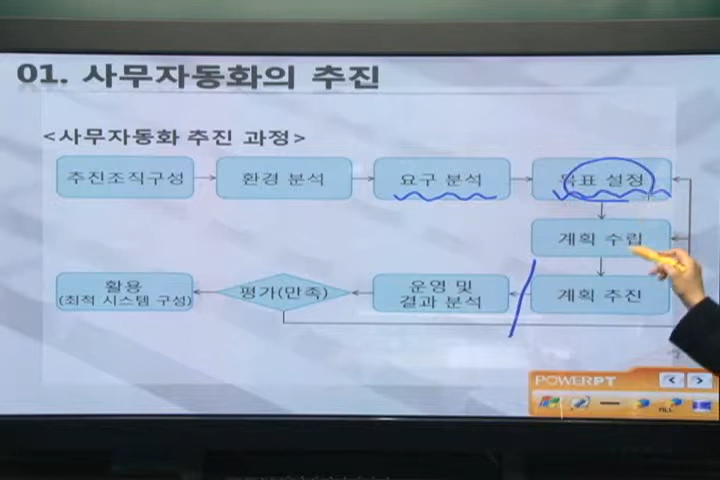 01. 사무자동화의 추진
<사무자동화 추진 과정>
추진조직구성
환경 분석
요구 분석
목표 설정
계획 수립
계획 추진
운영 및
결과 분석
평가(만족)
활용
(최적 시스템 구성)
POWERPT